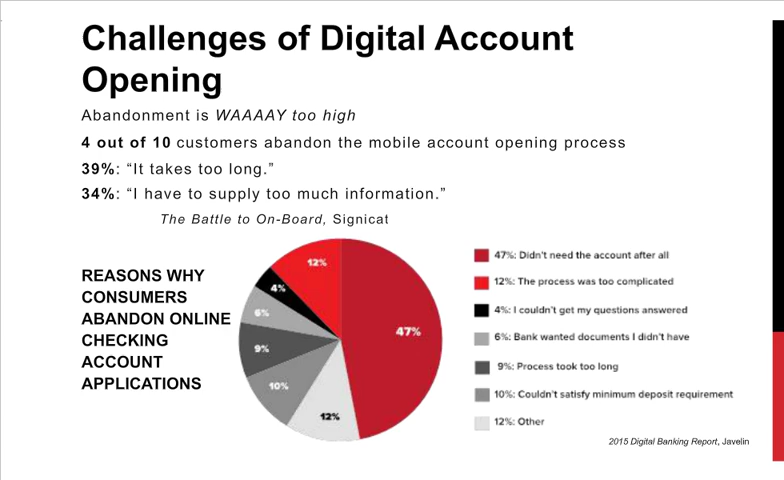 Challenges of Digital Account
Opening
Abandonment is WAAAAY too high
4 out of 10 customers abandon the mobile account opening process
39%: “It takes too long.”
34%: “I have to supply too much information.”
The Battle to On-Board, Signicat
REASONS WHY
CONSUMERS
ABANDON ONLINE
CHECKING
ACCOUNT
APPLICATIONS
12%
4%
6%
9%
10%
12%
47%
47%: Didn't need the account after all
12%: The process was too complicated
4%: I couldn't get my questions answered
6%: Bank wanted documents I didn't have
9%: Process took too long
10%: Couldn't satisfy minimum deposit requirement
12%: Other
2015 Digital Banking Report, Javelin